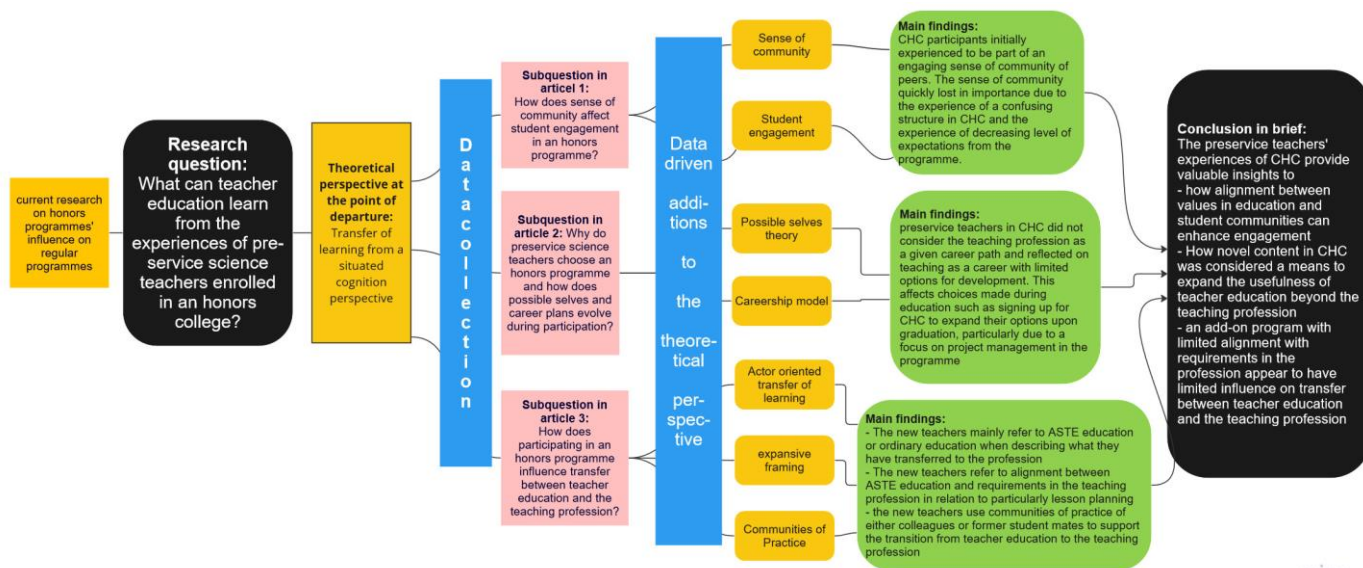 current research
on honors
programmes'
influence on
regular
programmes
Research
question:
What can teacher
education learn
from the
experiences of pre-
service science
teachers enrolled
in an honors
college?
Theoretical
perspective at the
point of
departure:
Transfer of
learning from a
situated
cognition
perspective
Datacollection
Subquestion in
articel 1:
How does sense of
community affect
student engagement
in an honors
programme?
Subquestion in
article 2: Why do
preservice science
teachers choose an
honors programme
and how does
possible selves and
career plans evolve
during participation?
Subquestion in
article 3:
How does
participating in an
honors programme
influence transfer
between teacher
education and the
teaching profession?
Data
driven
additions
to
the
theore-
tical
per-
spective
Sense of
community
Student
engagement
Possible selves
theory
Careership model
Actor oriented
transfer of
learning
expansive
framing
Communities of
Practice
Main findings:
CHC participants initially
experienced to be part of an
engaging sense of community of
peers. The sense of community
quickly lost in importance due to
the experience of a confusing
structure in CHC and the
experience of decreasing level of
expectations from the
programme.
Main findings:
preservice teachers in CHC did not
consider the teaching profession as
a given career path and reflected on
teaching as a career with limited
options for development. This
affects choices made during
education such as signing up for
CHC to expand their options upon
graduation, particularly due to a
focus on project management in the
programme
Main findings:
- The new teachers mainly refer to ASTE education
or ordinary education when describing what they
have transferred to the profession
- The new teachers refer to alignment between
ASTE education and requirements in the teaching
profession in relation to particularly lesson planning
- the new teachers use communities of practice of
either colleagues or former student mates to support
the transition from teacher education to the teaching
profession
Conclusion in brief:
The preservice teachers'
experiences of CHC provide
valuable insights to
- how alignment between
values in education and
student communities can
enhance engagement
- How novel content in CHC
was considered a means to
expand the usefulness of
teacher education beyond the
teaching profession
- an add-on program with
limited alignment with
requirements in the
profession appear to have
limited influence on transfer
between teacher education
and the teaching profession